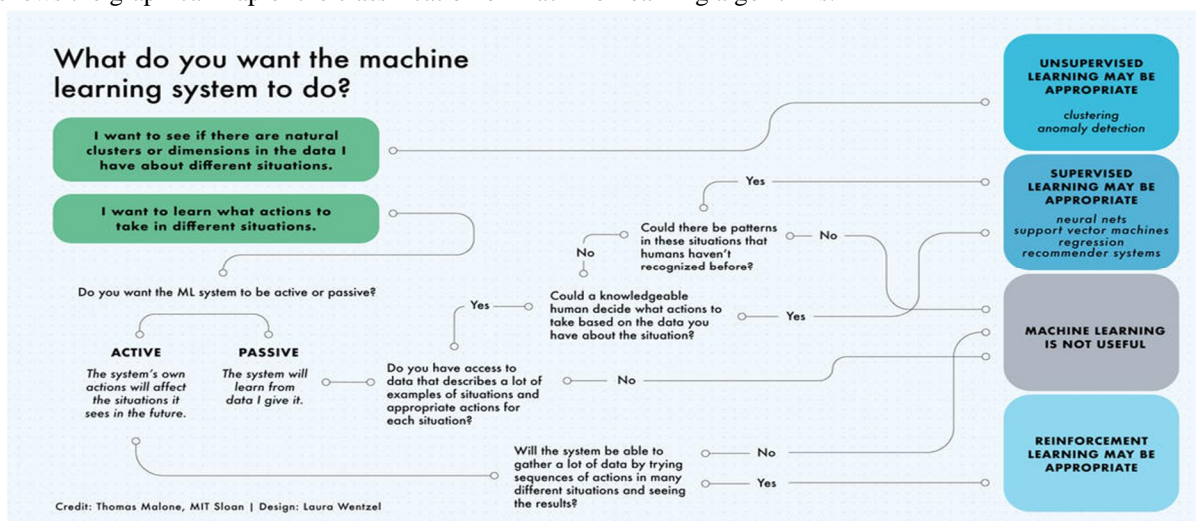 What do you want the machine
learning system to do?
I want to see if there are natural
clusters or dimensions in the data I
have about different situations.
I want to learn what actions to
take in different situations.
Do you want the ML system to be active or passive?
ACTIVE
The system's own
actions will affect
the situations it
sees in the future.
PASSIVE
The system will
learn from
data I give it.
Do you have access to
data that describes a lot of
examples of situations and
appropriate actions for
each situation?
Yes
No
Could a knowledgeable
human decide what actions to
take based on the data you
have about the situation?
No
Yes
Could there be patterns
in these situations that
humans haven't
recognized before?
Yes
No
Will the system be able to
gather a lot of data by trying
sequences of actions in many
different situations and seeing
the results?
No
Yes
UNSUPERVISED
LEARNING MAY BE
APPROPRIATE
clustering
anomaly detection
SUPERVISED
LEARNING MAY BE
APPROPRIATE
neural nets
support vector machines
regression
recommender systems
MACHINE LEARNING
IS NOT USEFUL
REINFORCEMENT
LEARNING MAY BE
APPROPRIATE
Credit: Thomas Malone, MIT Sloan | Design: Laura Wentzel